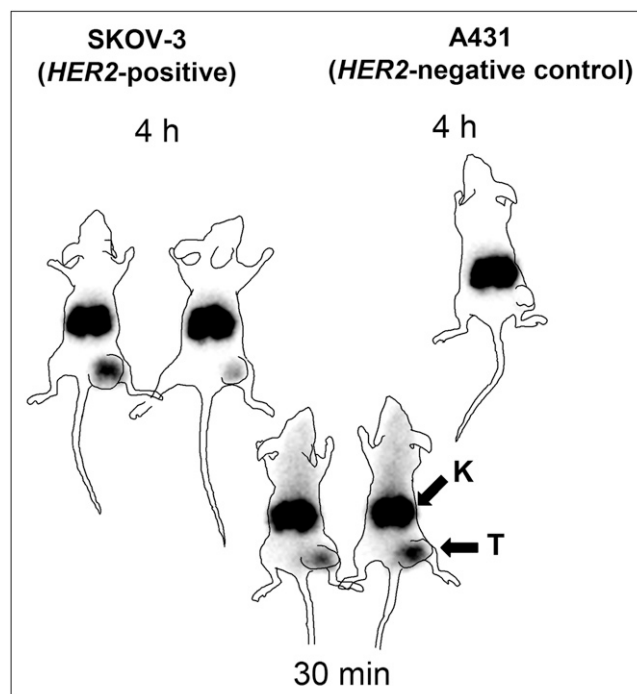 SKOV-3
(HER2-positive)
4 h
A431
(HER2-negative control)
4 h
K
T
30 min